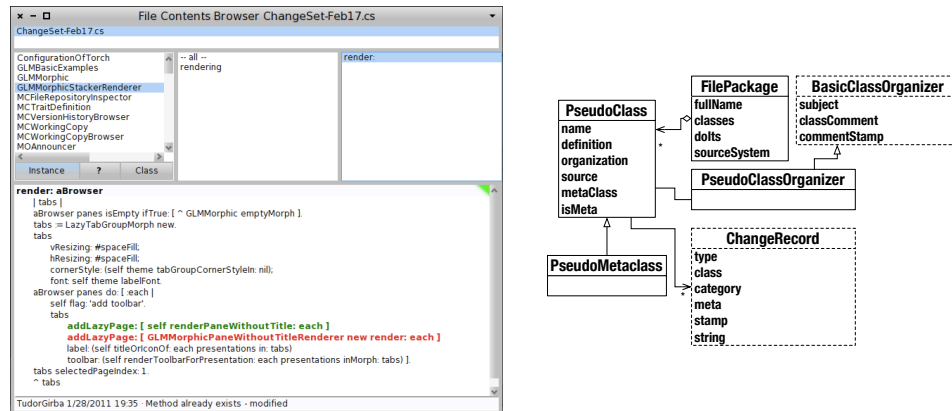 File Contents Browser ChangeSet-Feb17.cs
ChangeSet-Feb17.cs
ConfigurationOfTorch
GLMBasicExamples
GLMMorphic
GLMMorphicStackerRenderer
MCFileRepositoryInspector
MCTraitDefinition
MCVersionHistoryBrowser
MCWorkingCopy
MCWorkingCopyBrowser
MOAnnouncer
Instance ? Class
-- all --
rendering
render:
render: aBrowser
| tabs |
aBrowser panes isEmpty ifTrue: [ ^ GLMMorphic emptyMorph ].
tabs := LazyTabGroupMorph new.
tabs
vResizing: #spaceFill;
hResizing: #spaceFill;
cornerStyle: (self theme tabGroupCornerStyleIn: nil);
font: self theme labelFont.
aBrowser panes do: [ :each |
self flag: 'add toolbar'.
tabs
addLazyPage: [ self renderPaneWithoutTitle: each ]
addLazyPage: [ GLMMorphicPaneWithoutTitleRenderer new render: each ]
label: (self titleOrIconOf: each presentations in: tabs)
toolbar: (self renderToolbarForPresentation: each presentations inMorph: tabs) ].
tabs selectedPageIndex: 1.
^ tabs
TudorGirba 1/28/2011 19:35 · Method already exists - modified
PseudoClass
name
definition
organization
source
metaClass
isMeta
PseudoMetaclass
FilePackage
fullName
classes
doIts
sourceSystem
*
BasicClassOrganizer
subject
classComment
commentStamp
PseudoClassOrganizer
ChangeRecord
type
class
category
meta
stamp
string
*